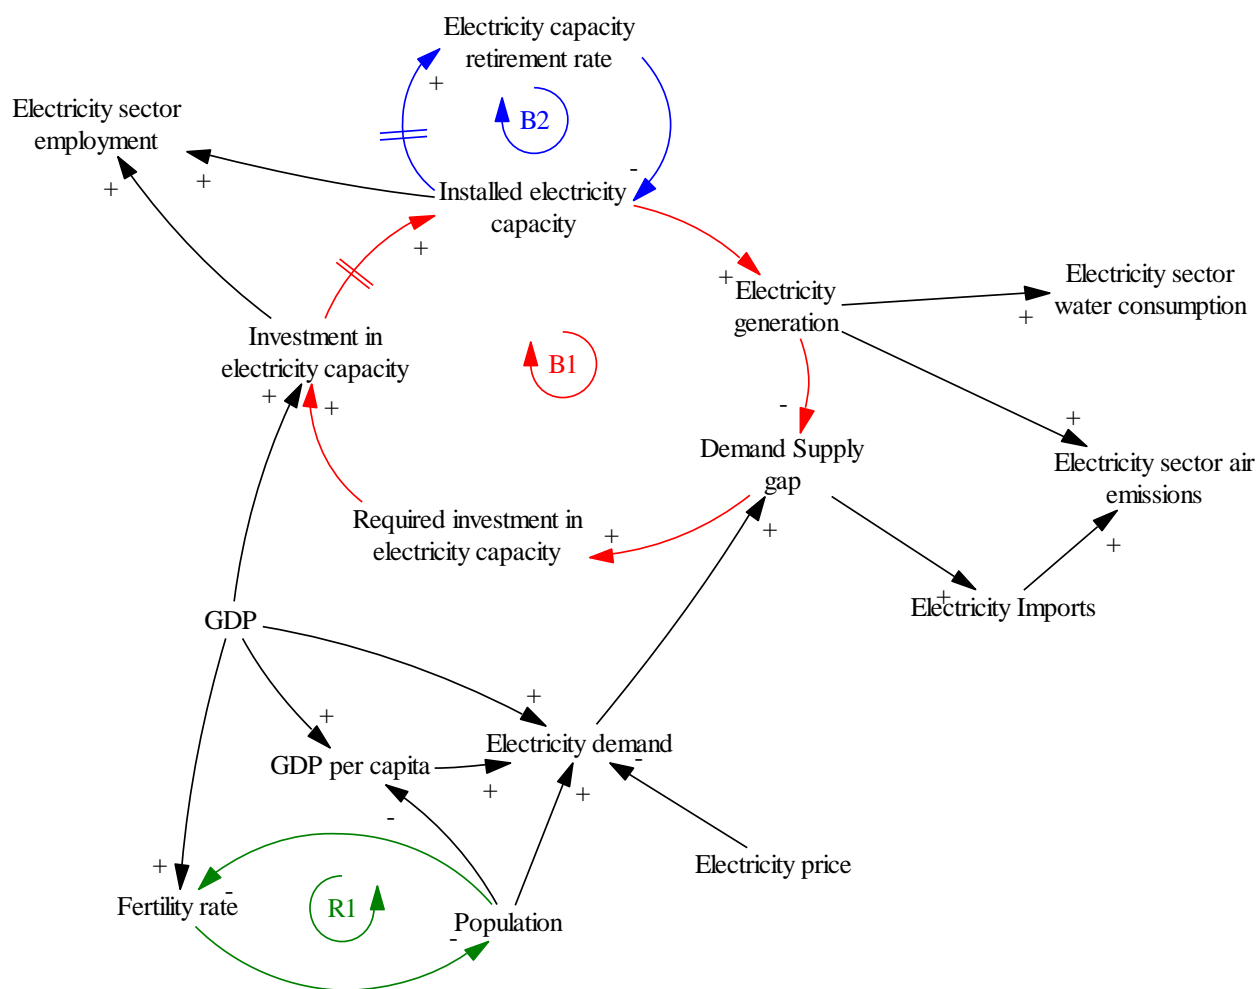 Electricity capacity
retirement rate
+
B2
Electricity sector
employment
+
+
-
Installed electricity
capacity
+
+
Electricity
generation
Electricity sector
water consumption
+
Investment in
electricity capacity
+
+
B1
-
Demand Supply
gap
+
Electricity sector air
emissions
+
Required investment in
electricity capacity
+
+
+
Electricity Imports
GDP
+
+
Electricity demand
-
GDP per capita
+
+
-
Electricity price
+
Fertility rate
-
R1
Population
-